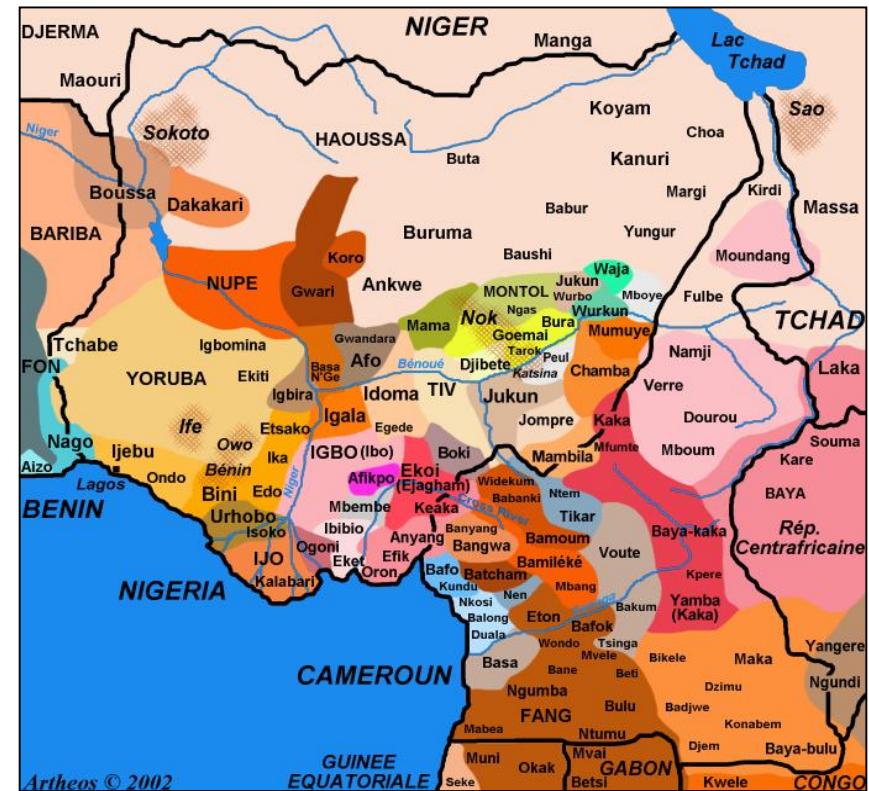 DJERMA
NIGER
Manga
Lac
Tchad
Maouri
Koyam
Sao
Niger
Sokoto
HAOUSSA
Choa
Buta
Kanuri
Boussa
Dakakari
Margi
Kirdi
Massa
Babur
BARIBA
Buruma
Yungur
Koro
Baushi
Moundang
NUPE
Gwari
Ankwe
Waja
MONTOL
Jukun
Wurbo
Mboye
Fulbe
Mama
Nok
Ngas
Bura
Wurkun
TCHAD
Goemai
Mumuye
Tchabe
Igbomina
Gwandara
Afo
Tarok
Peul
Namji
FON
YORUBA
Ekiti
Basa
N'Ge
Bénoué
Djibete
Katsina
Chamba
Laka
Igbira
Idoma
TIV
Jukun
Verre
Igala
Jompre
Kaka
Dourou
Ife
Owo
Etsako
Egede
Mfumte
Mboum
Souma
Nago
Ijebu
Bénin
Ika
IGBO (Ibo)
Boki
Mambila
Kare
Aizo
Lagos
Ondo
Bini
Edo
Niger
Afikpo
Ekoi
(Ejagham)
Widekum
Ntem
BAYA
BENIN
Mbembe
Keaka
Cross River
Babanki
Tikar
Urhobo
Isoko
Ibibio
Banyang
Bamoum
Baya-kaka
Rép.
Centrafricaine
Ogoni
Anyang
Bangwa
Voute
IJO
Eket
Efik
Oron
Bafo
Bamiléké
Kpere
NIGERIA
Kalabari
Kundu
Batcham
Mbang
Yamba
(Kaka)
Nkosi
Nen
Balong
Eton
Bafok
Bakum
Duala
Wondo
Tsinga
Yangere
CAMEROUN
Basa
Bane
Mvele
Beti
Bikele
Maka
Ngundi
Ngumba
Dzimu
FANG
Bulu
Badjwe
Konabem
Mabea
Ntumu
Djem
Baya-bulu
GUINEE
EQUATORIALE
Muni
Mvai
Seke
Okak
Betsi
GABON
Kwele
CONGO
Artheos © 2002